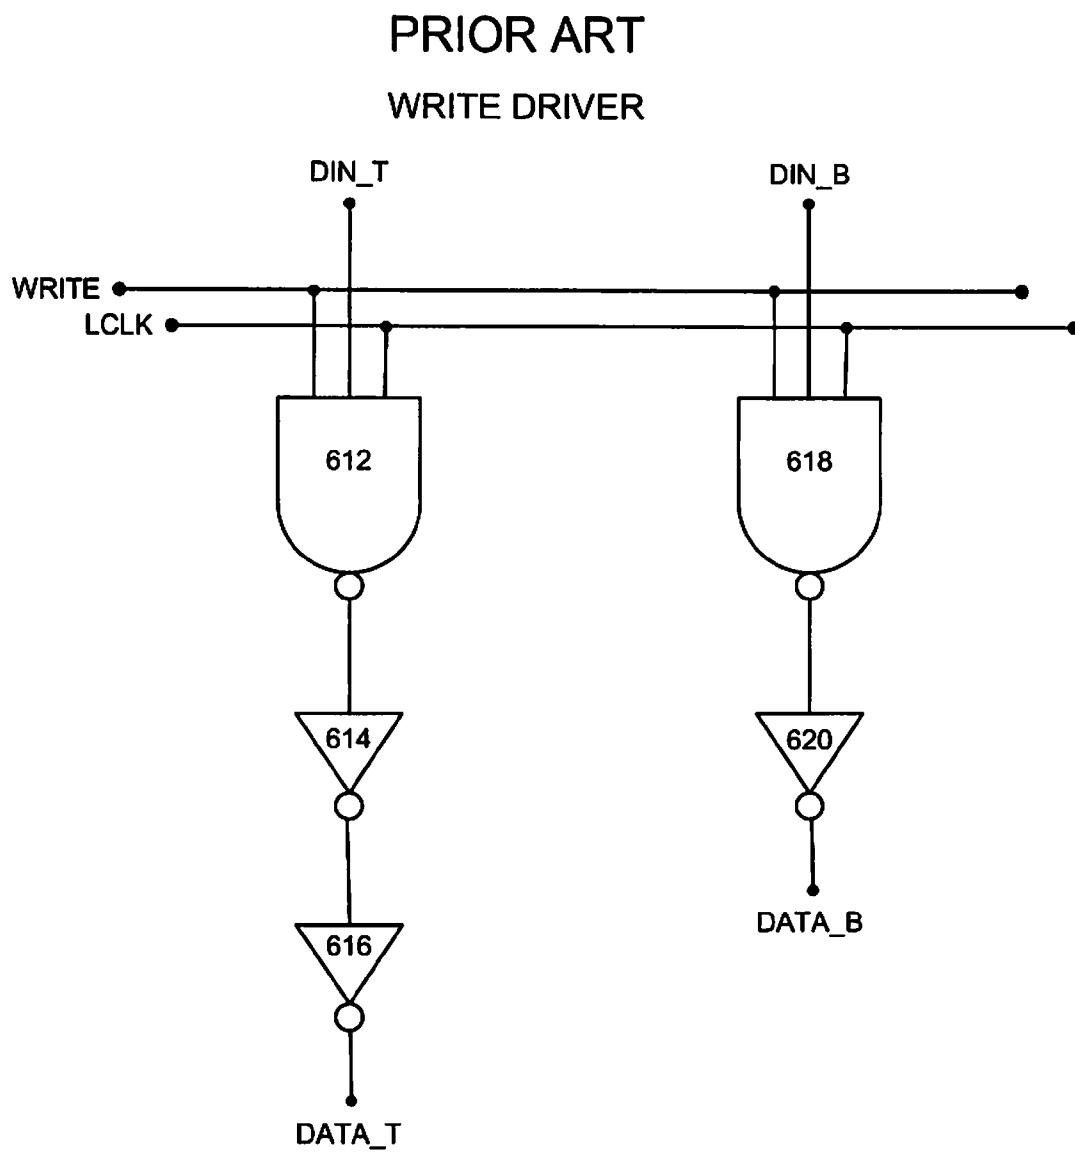 PRIOR ART
WRITE DRIVER
DIN_T
DIN_B
WRITE
LCLK
612
618
614
620
DATA_B
616
DATA_T